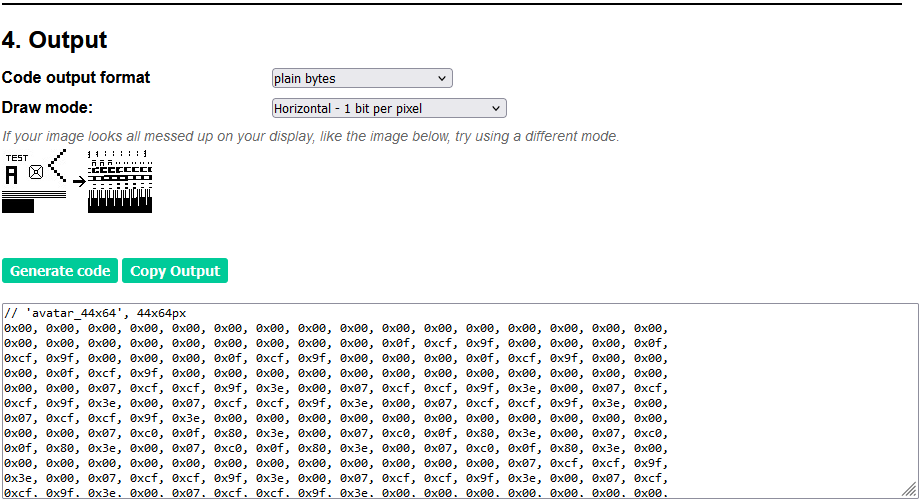 4. Output
Code output format plain bytes
Draw mode: Horizontal - 1 bit per pixel
If your image looks all messed up on your display, like the image below, try using a different mode.
TEST
A
Generate code Copy Output
// 'avatar_44x64', 44x64px
0x00, 0x00, 0x00, 0x00, 0x00, 0x00, 0x00, 0x00, 0x00, 0x00, 0x00, 0x00, 0x00, 0x00, 0x00, 0x00,
0x00, 0x00, 0x00, 0x00, 0x00, 0x00, 0x00, 0x00, 0x00, 0x0f, 0xcf, 0x9f, 0x00, 0x00, 0x00, 0x0f,
0xcf, 0x9f, 0x00, 0x00, 0x00, 0x0f, 0xcf, 0x9f, 0x00, 0x00, 0x00, 0x0f, 0xcf, 0x9f, 0x00, 0x00,
0x00, 0x0f, 0xcf, 0x9f, 0x00, 0x00, 0x00, 0x00, 0x00, 0x00, 0x00, 0x00, 0x00, 0x00, 0x00, 0x00,
0x00, 0x00, 0x07, 0xcf, 0xcf, 0x9f, 0x3e, 0x00, 0x07, 0xcf, 0xcf, 0x9f, 0x3e, 0x00, 0x07, 0xcf,
0xcf, 0x9f, 0x3e, 0x00, 0x07, 0xcf, 0xcf, 0x9f, 0x3e, 0x00, 0x07, 0xcf, 0xcf, 0x9f, 0x3e, 0x00,
0x07, 0xcf, 0xcf, 0x9f, 0x3e, 0x00, 0x00, 0x00, 0x00, 0x00, 0x00, 0x00, 0x00, 0x00, 0x00, 0x00,
0x00, 0x00, 0x07, 0xc0, 0x0f, 0x80, 0x3e, 0x00, 0x07, 0xc0, 0x0f, 0x80, 0x3e, 0x00, 0x07, 0xc0,
0x0f, 0x80, 0x3e, 0x00, 0x07, 0xc0, 0x0f, 0x80, 0x3e, 0x00, 0x07, 0xc0, 0x0f, 0x80, 0x3e, 0x00,
0x00, 0x00, 0x00, 0x00, 0x00, 0x00, 0x00, 0x00, 0x00, 0x00, 0x00, 0x00, 0x07, 0xcf, 0xcf, 0x9f,
0x3e, 0x00, 0x07, 0xcf, 0xcf, 0x9f, 0x3e, 0x00, 0x07, 0xcf, 0xcf, 0x9f, 0x3e, 0x00, 0x07, 0xcf,
0xcf, 0x9f, 0x3e, 0x00, 0x07, 0xcf, 0xcf, 0x9f, 0x3e, 0x00, 0x00, 0x00, 0x00, 0x00, 0x00, 0x00,